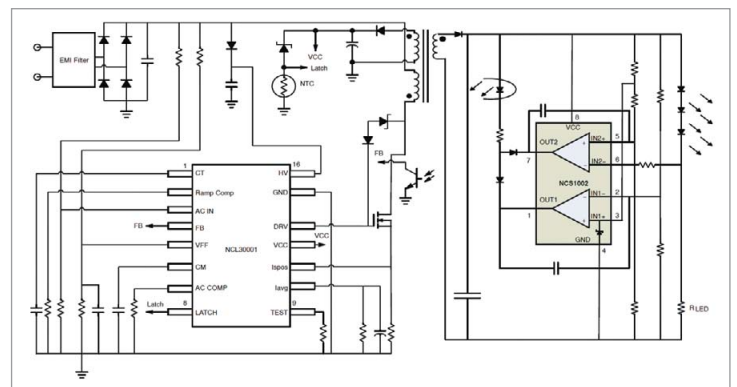 EMI Filter
VCC
Latch
NTC
FB
1
16
CT
HV
Ramp Comp
GND
AC IN
FB
FB
DRV
VCC
VFF
VCC
NCL30001
CM
Ispos
AC COMP
Iavg
Latch
8
9
LATCH
TEST
8
VCC
OUT2
IN2+
5
7
IN2−
6
NCS1002
IN1−
2
OUT1
1
IN1+
3
GND
4
RLED